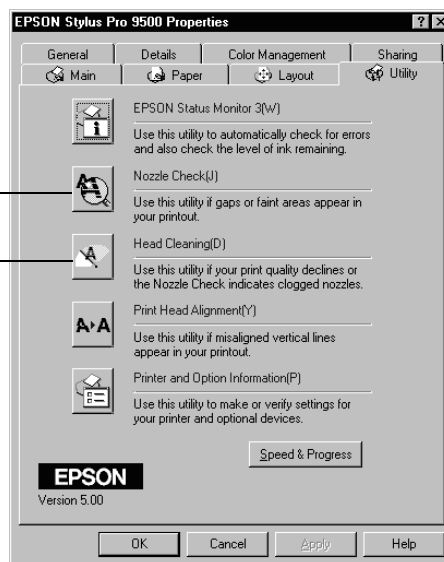 EPSON Stylus Pro 9500 Properties
General Details Color Management Sharing
Main Paper Layout Utility
EPSON Status Monitor 3(W)
Use this utility to automatically check for errors
and also check the level of ink remaining.
Nozzle Check(J)
Use this utility if gaps or faint areas appear in
your printout.
Head Cleaning(D)
Use this utility if your print quality declines or
the Nozzle Check indicates clogged nozzles.
Print Head Alignment(Y)
Use this utility if misaligned vertical lines
appear in your printout.
Printer and Option Information(P)
Use this utility to make or verify settings for
your printer and optional devices.
Speed & Progress
EPSON
Version 5.00
OK Cancel Apply Help